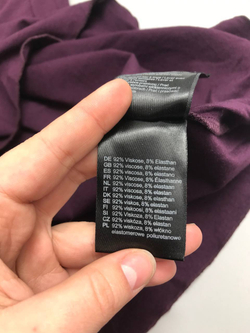 DE 92% Viskose, 8% Elasthan
GB 92% viscose, 8% elastane
ES 92% viscosa, 8% elastano
FR 92% viscose, 8% Élasthanne
NL 92% viscose, 8% elastaan
IT 92% viscosa, 8% elastan
DK 92% viskose, 8% elastan
SE 92% viskos, 8% elastan
FI 92% viskoosi, 8% elastaani
SI 92% viskoza, 8% elastan
CZ 92% viskóza, 8% elastan
PL 92% wiskoza, 8% włókno
elastomerowe poliuretanowe